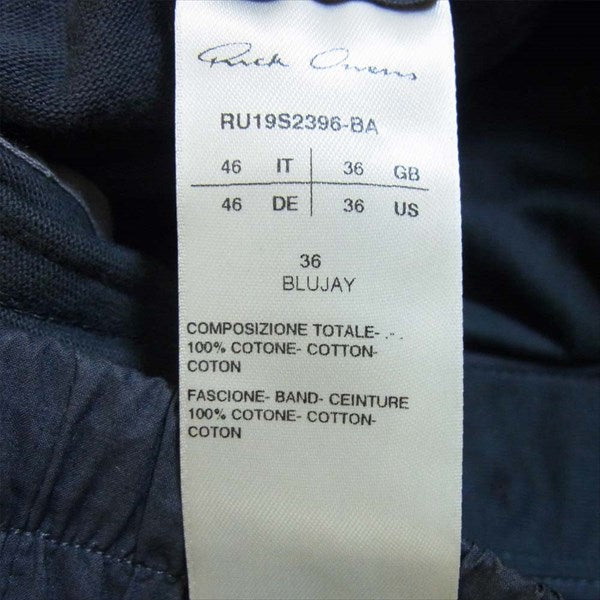 Rick Owens
RU19S2396-BA
46 IT 36 GB
46 DE 36 US
36
BLUJAY
COMPOSIZIONE TOTALE- -
100% COTONE- COTTON-
COTON
FASCIONE- BAND- CEINTURE
100% COTONE- COTTON-
COTON